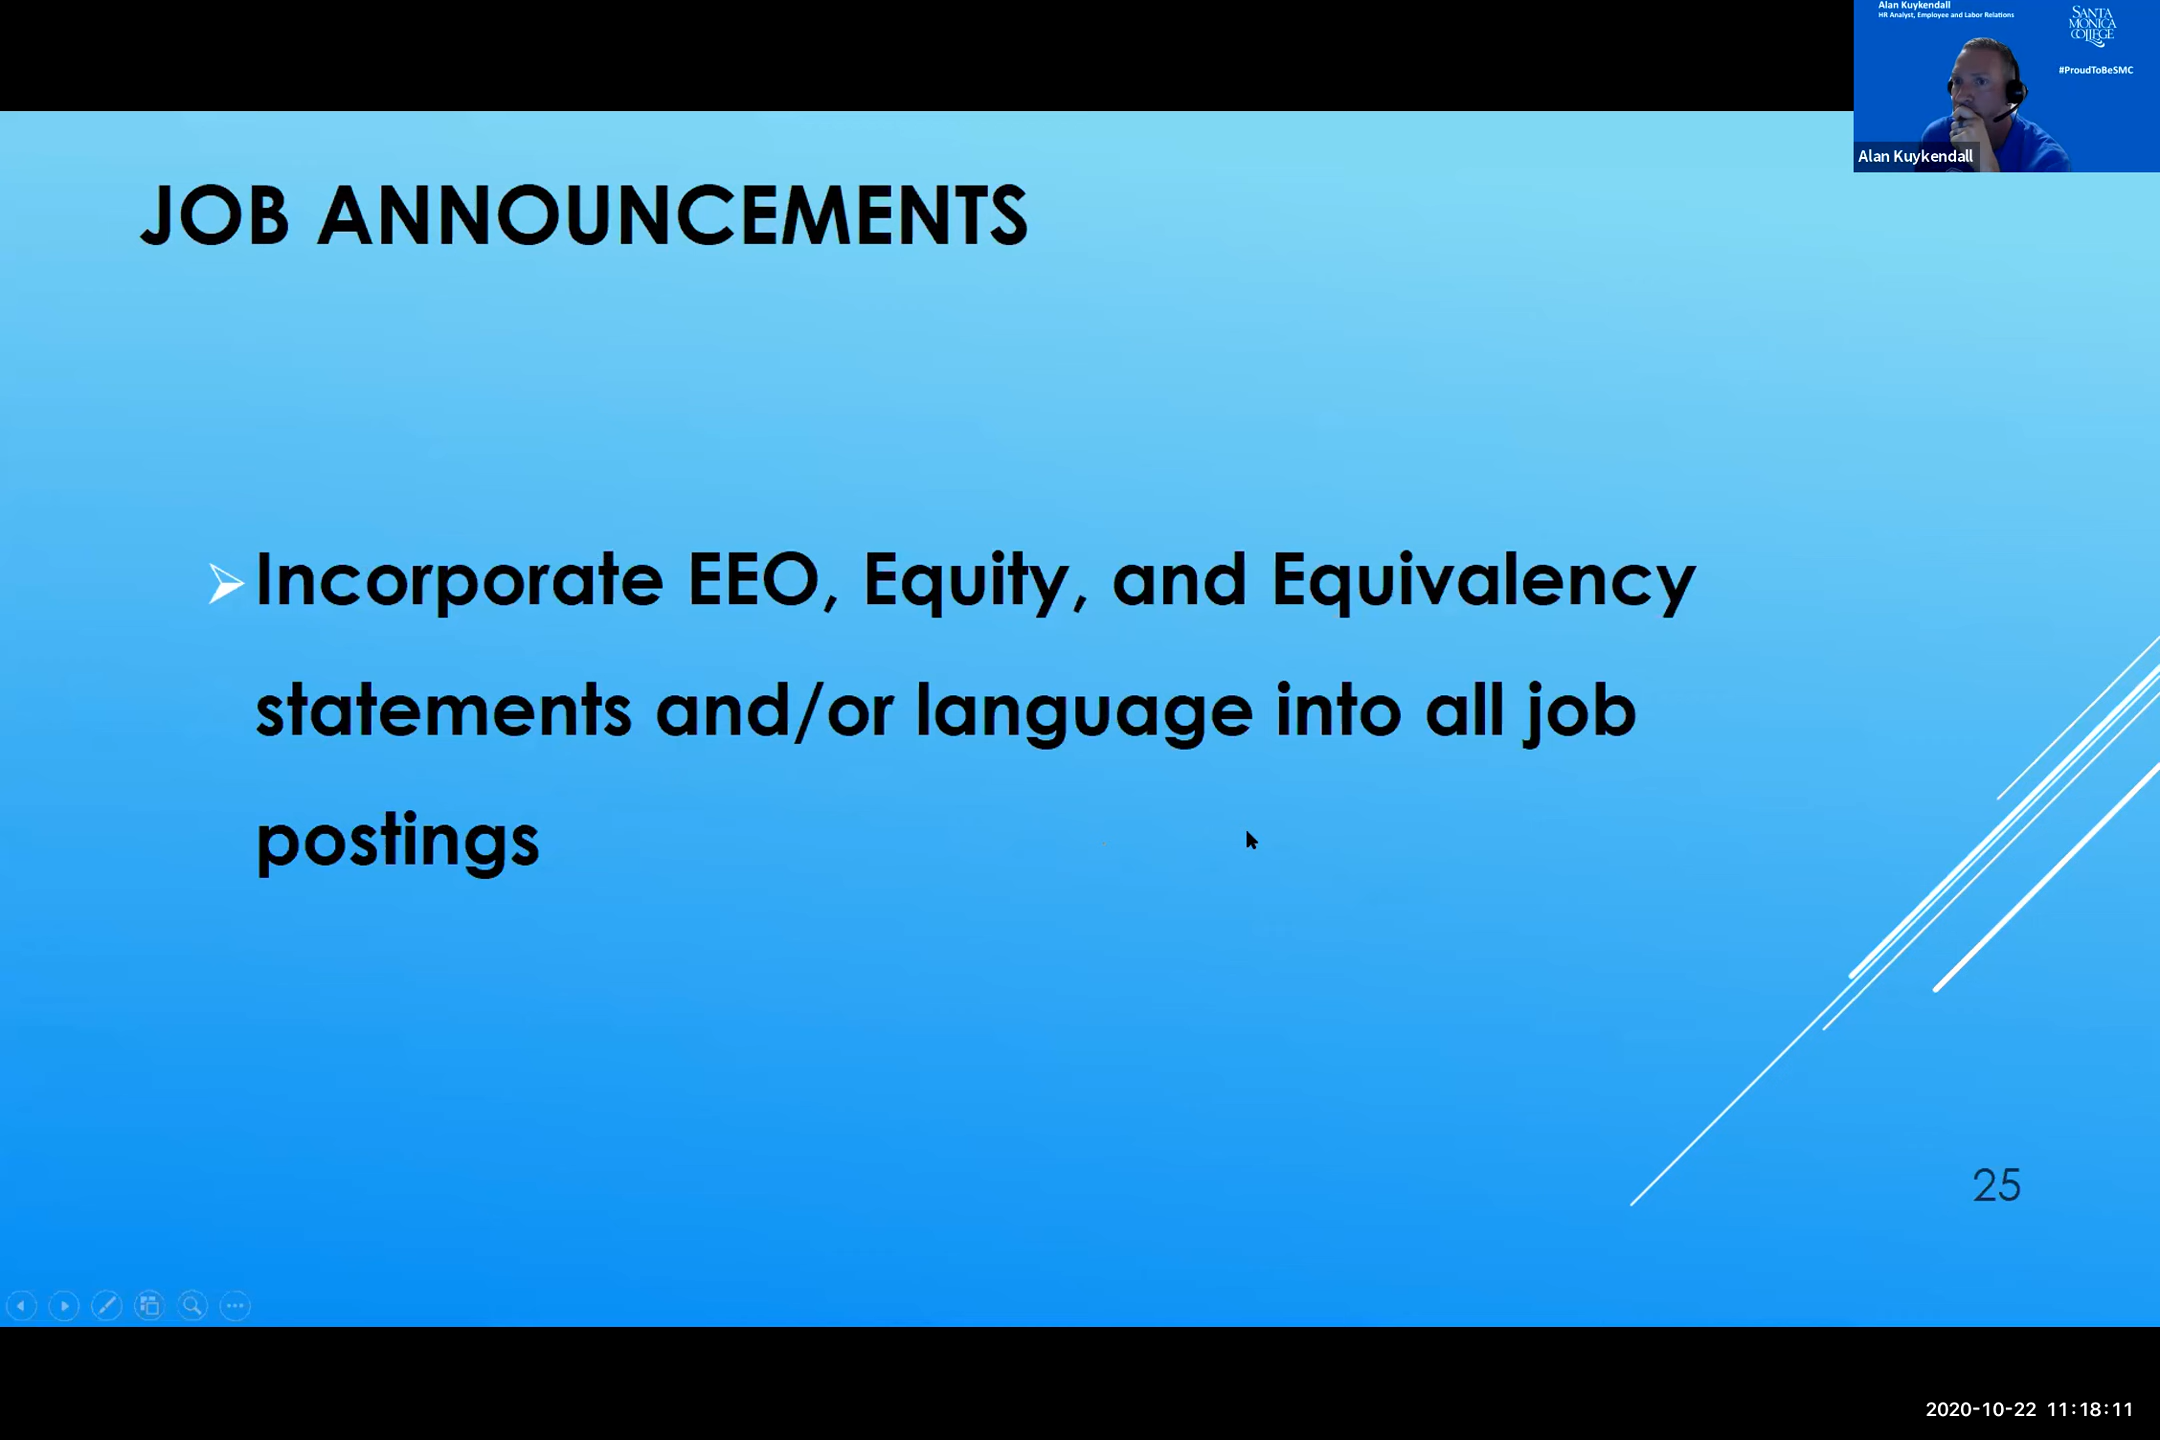 Alan Kuykendall
HR Analyst, Employee and Labor Relations
SANTA
MONICA
COLLEGE
#ProudToBeSMC
Alan Kuykendall
JOB ANNOUNCEMENTS
Incorporate EEO, Equity, and Equivalency
statements and/or language into all job
postings
25
2020-10-22 11:18:11